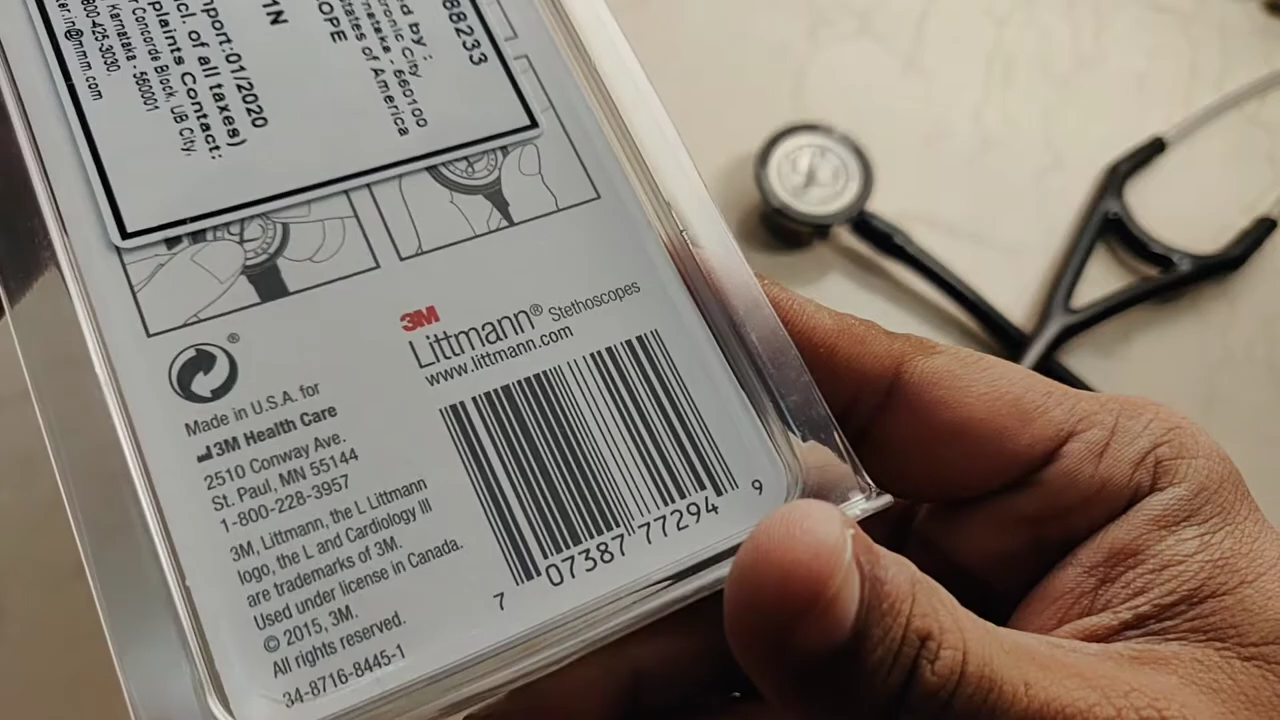 88233
ed by :
ronic City
nataka - 560100
tates of America
1N
OPE
mport:01/2020
ncl. of all taxes)
plaints Contact:
r Concorde Block, UB City,
Karnataka - 560001
800-425-3030.
er.in@mmm.com
®
Made in U.S.A. for
3M Health Care
2510 Conway Ave.
St. Paul, MN 55144
1-800-228-3957
3M, Littmann, the L Littmann
logo, the L and Cardiology III
are trademarks of 3M.
Used under license in Canada.
© 2015, 3M.
All rights reserved.
34-8716-8445-1
3M
Littmann® Stethoscopes
www.littmann.com
7 07387 77294 9